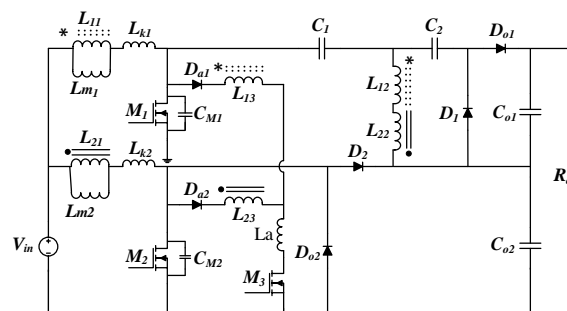 * L11 Lk1 C1 C2 Do1
Lm1 Da1 * L13 L12 * D1 Co1
M1 CM1 L22
L21 Lk2 D2
Lm2 Da2 L23 R
Vin M2 CM2 La Do2 Co2
M3